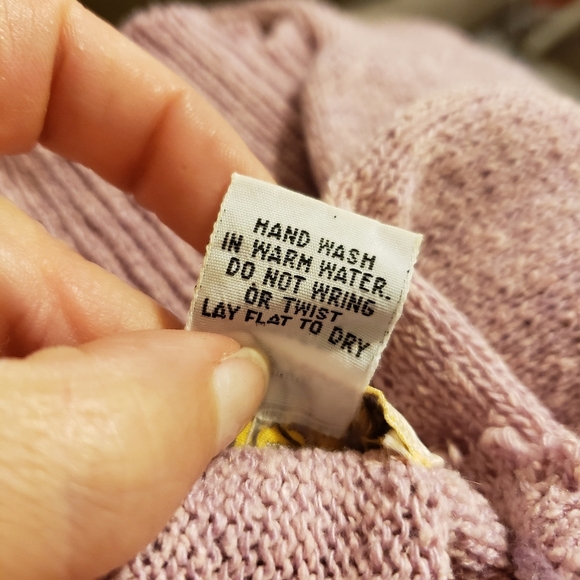 HAND WASH
IN WARM WATER.
DO NOT WRING
OR TWIST
LAY FLAT TO DRY